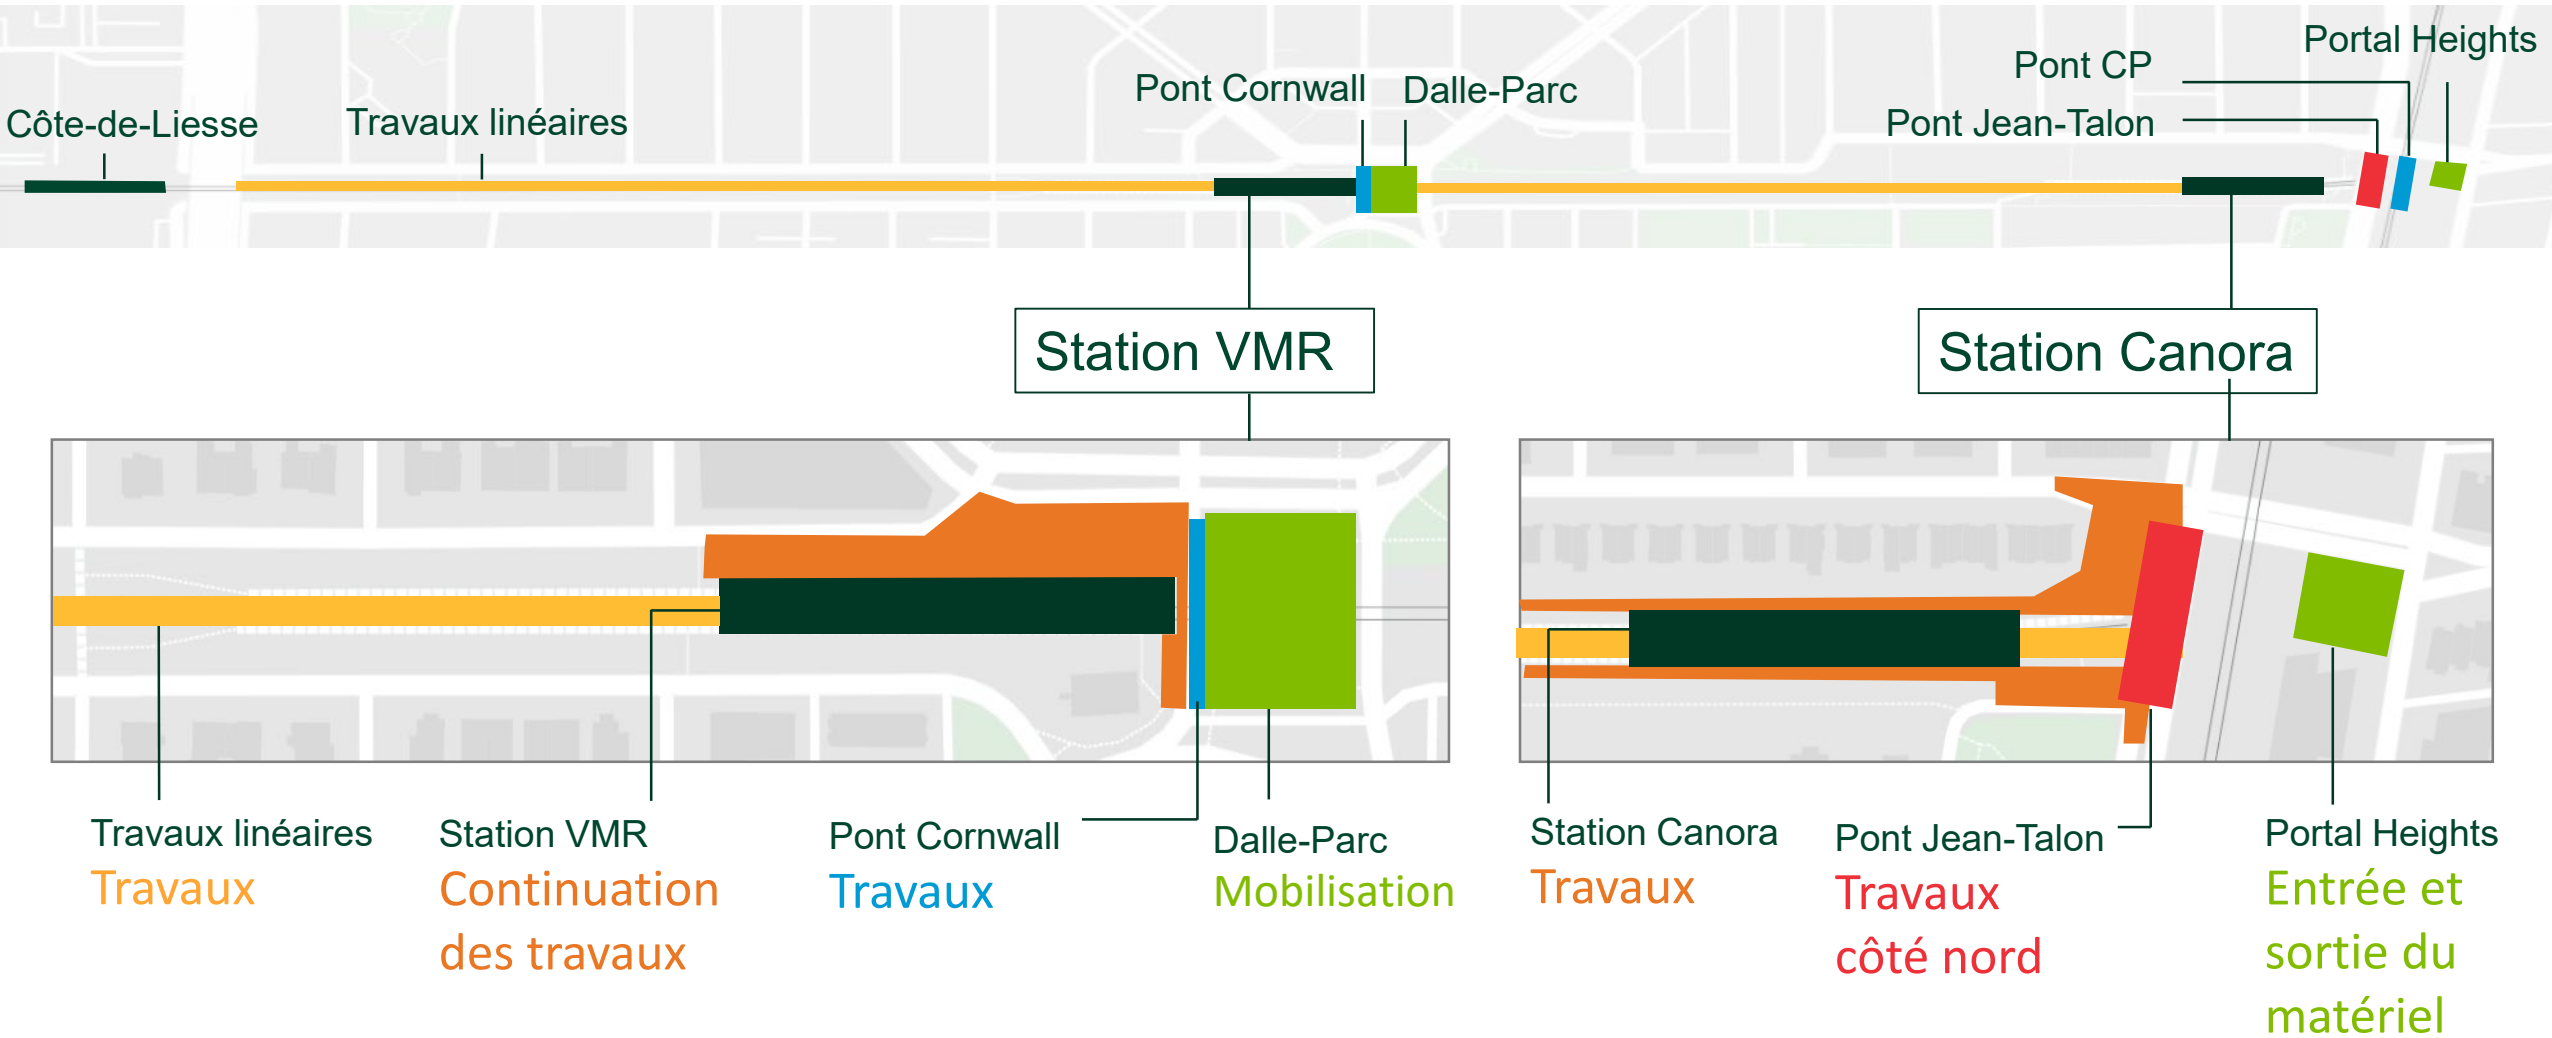 Portal Heights
Pont CP
Pont Cornwall
Dalle-Parc
Côte-de-Liesse
Travaux linéaires
Pont Jean-Talon
Station VMR
Station Canora
Travaux linéaires
Travaux
Station VMR
Continuation
des travaux
Pont Cornwall
Travaux
Dalle-Parc
Mobilisation
Station Canora
Travaux
Pont Jean-Talon
Travaux
côté nord
Portal Heights
Entrée et
sortie du
matériel